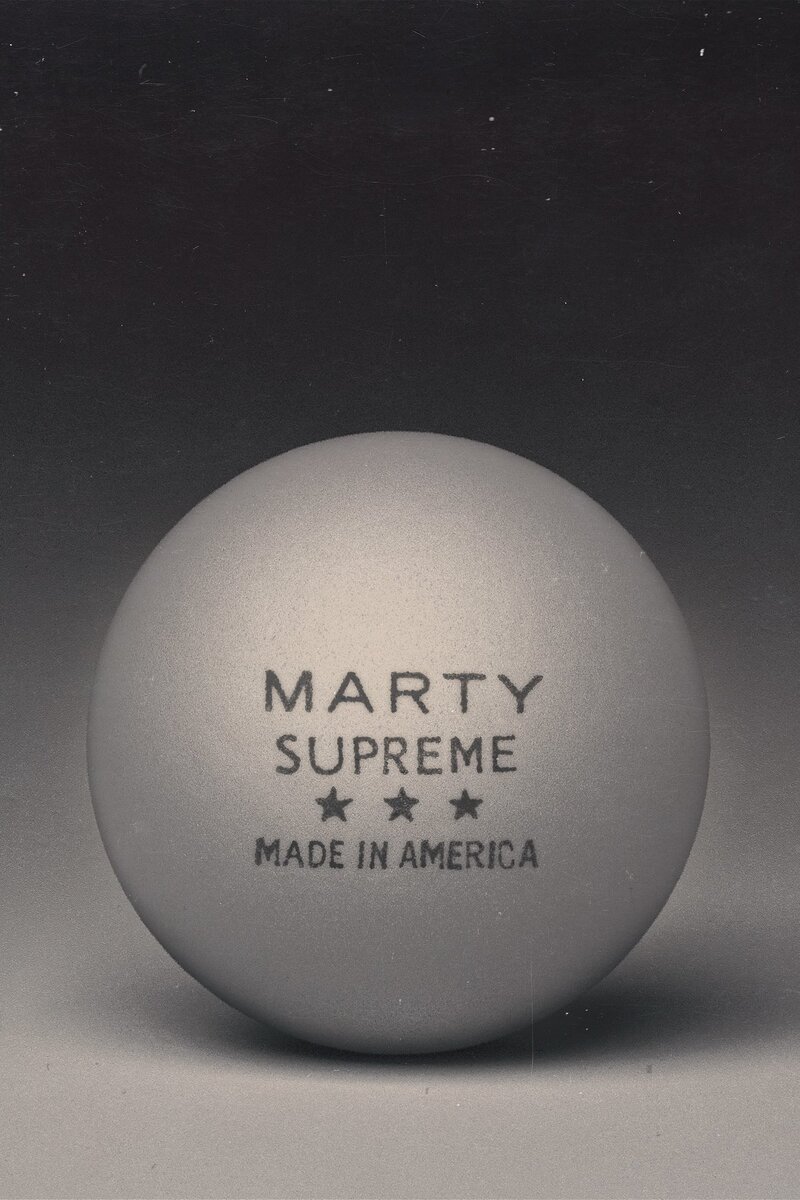 MARTY
SUPREME
★ ★ ★
MADE IN AMERICA